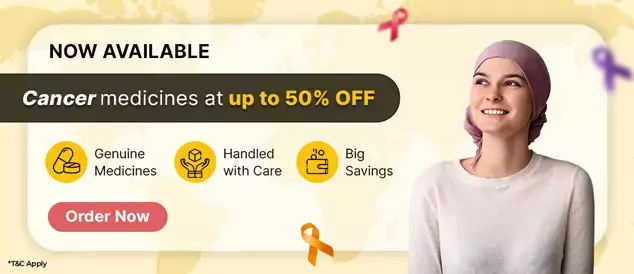 NOW AVAILABLE
Cancer medicines at up to 50% OFF
Genuine
Medicines
Handled
with Care
Big
Savings
Order Now
*T&C Apply